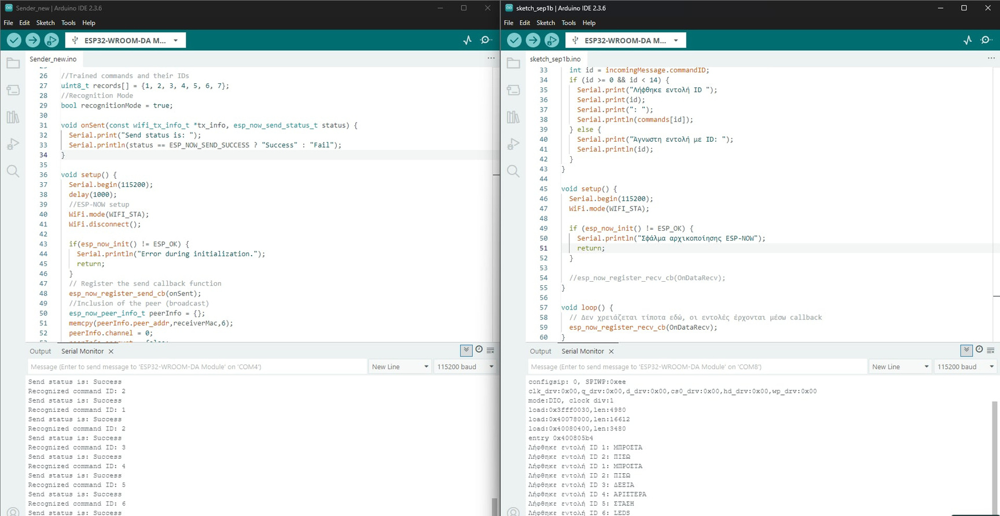 Sender_new | Arduino IDE 2.3.6
File Edit Sketch Tools Help
ESP32-WROOM-DA M...
Sender_new.ino
26 //Trained commands and their IDs
27 uint8_t records[] = {1, 2, 3, 4, 5, 6, 7};
28 //Recognition Mode
29 bool recognitionMode = true;
30
31 void onSent(const wifi_tx_info_t *tx_info, esp_now_send_status_t status) {
32 Serial.print("Send status is: ");
33 Serial.println(status == ESP_NOW_SEND_SUCCESS ? "Success" : "Fail");
34 }
35
36 void setup() {
37 Serial.begin(115200);
38 delay(1000);
39 //ESP-NOW setup
40 WiFi.mode(WIFI_STA);
41 WiFi.disconnect();
42
43 if(esp_now_init() != ESP_OK) {
44 Serial.println("Error during initialization.");
45 return;
46 }
47 // Register the send callback function
48 esp_now_register_send_cb(onSent);
49 //Inclusion of the peer (broadcast)
50 esp_now_peer_info_t peerInfo = {};
51 memcpy(peerInfo.peer_addr,receiverMac,6);
52 peerInfo.channel = 0;
Output Serial Monitor
Message (Enter to send message to 'ESP32-WROOM-DA Module' on 'COM4')
New Line
115200 baud
Send status is: Success
Recognized command ID: 2
Send status is: Success
Recognized command ID: 1
Send status is: Success
Recognized command ID: 2
Send status is: Success
Recognized command ID: 3
Send status is: Success
Recognized command ID: 4
Send status is: Success
Recognized command ID: 5
Send status is: Success
Recognized command ID: 6
Send status is: Success
sketch_sep1b | Arduino IDE 2.3.6
File Edit Sketch Tools Help
ESP32-WROOM-DA M...
sketch_sep1b.ino
33 int id = incomingMessage.commandID;
34 if (id >= 0 && id < 14) {
35 Serial.print("Λήφθηκε εντολή ID ");
36 Serial.print(id);
37 Serial.print(": ");
38 Serial.println(commands[id]);
39 } else {
40 Serial.print("Άγνωστη εντολή με ID: ");
41 Serial.println(id);
42 }
43 }
44
45 void setup() {
46 Serial.begin(115200);
47 WiFi.mode(WIFI_STA);
48
49 if (esp_now_init() != ESP_OK) {
50 Serial.println("Σφάλμα αρχικοποίησης ESP-NOW");
51 return;
52 }
53
54 //esp_now_register_recv_cb(OnDataRecv);
55 }
56
57 void loop() {
58 // Δεν χρειάζεται τίποτα εδώ, οι εντολές έρχονται μέσω callback
59 esp_now_register_recv_cb(OnDataRecv);
60 }
Output Serial Monitor
Message (Enter to send message to 'ESP32-WROOM-DA Module' on 'COM8')
New Line
115200 baud
configsip: 0, SPIWP:0xee
clk_drv:0x00,q_drv:0x00,d_drv:0x00,cs0_drv:0x00,hd_drv:0x00,wp_drv:0x00
mode:DIO, clock div:1
load:0x3fff0030,len:4980
load:0x40078000,len:16612
load:0x40080400,len:3480
entry 0x400805b4
Λήφθηκε εντολή ID 1: ΜΠΡΟΣΤΑ
Λήφθηκε εντολή ID 2: ΠΙΣΩ
Λήφθηκε εντολή ID 1: ΜΠΡΟΣΤΑ
Λήφθηκε εντολή ID 2: ΠΙΣΩ
Λήφθηκε εντολή ID 3: ΔΕΞΙΑ
Λήφθηκε εντολή ID 4: ΑΡΙΣΤΕΡΑ
Λήφθηκε εντολή ID 5: ΣΤΑΣΗ
Λήφθηκε εντολή ID 6: LEDS